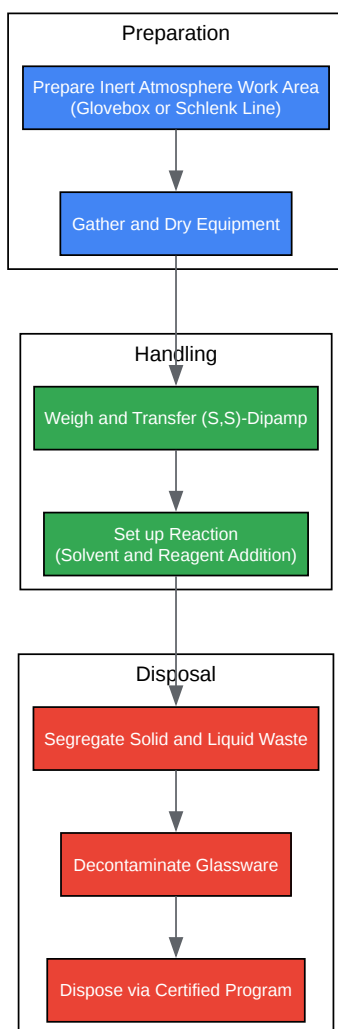 Preparation
Prepare Inert Atmosphere Work Area
(Glovebox or Schlenk Line)
Gather and Dry Equipment
Handling
Weigh and Transfer (S,S)-Dipamp
Set up Reaction
(Solvent and Reagent Addition)
Disposal
Segregate Solid and Liquid Waste
Decontaminate Glassware
Dispose via Certified Program